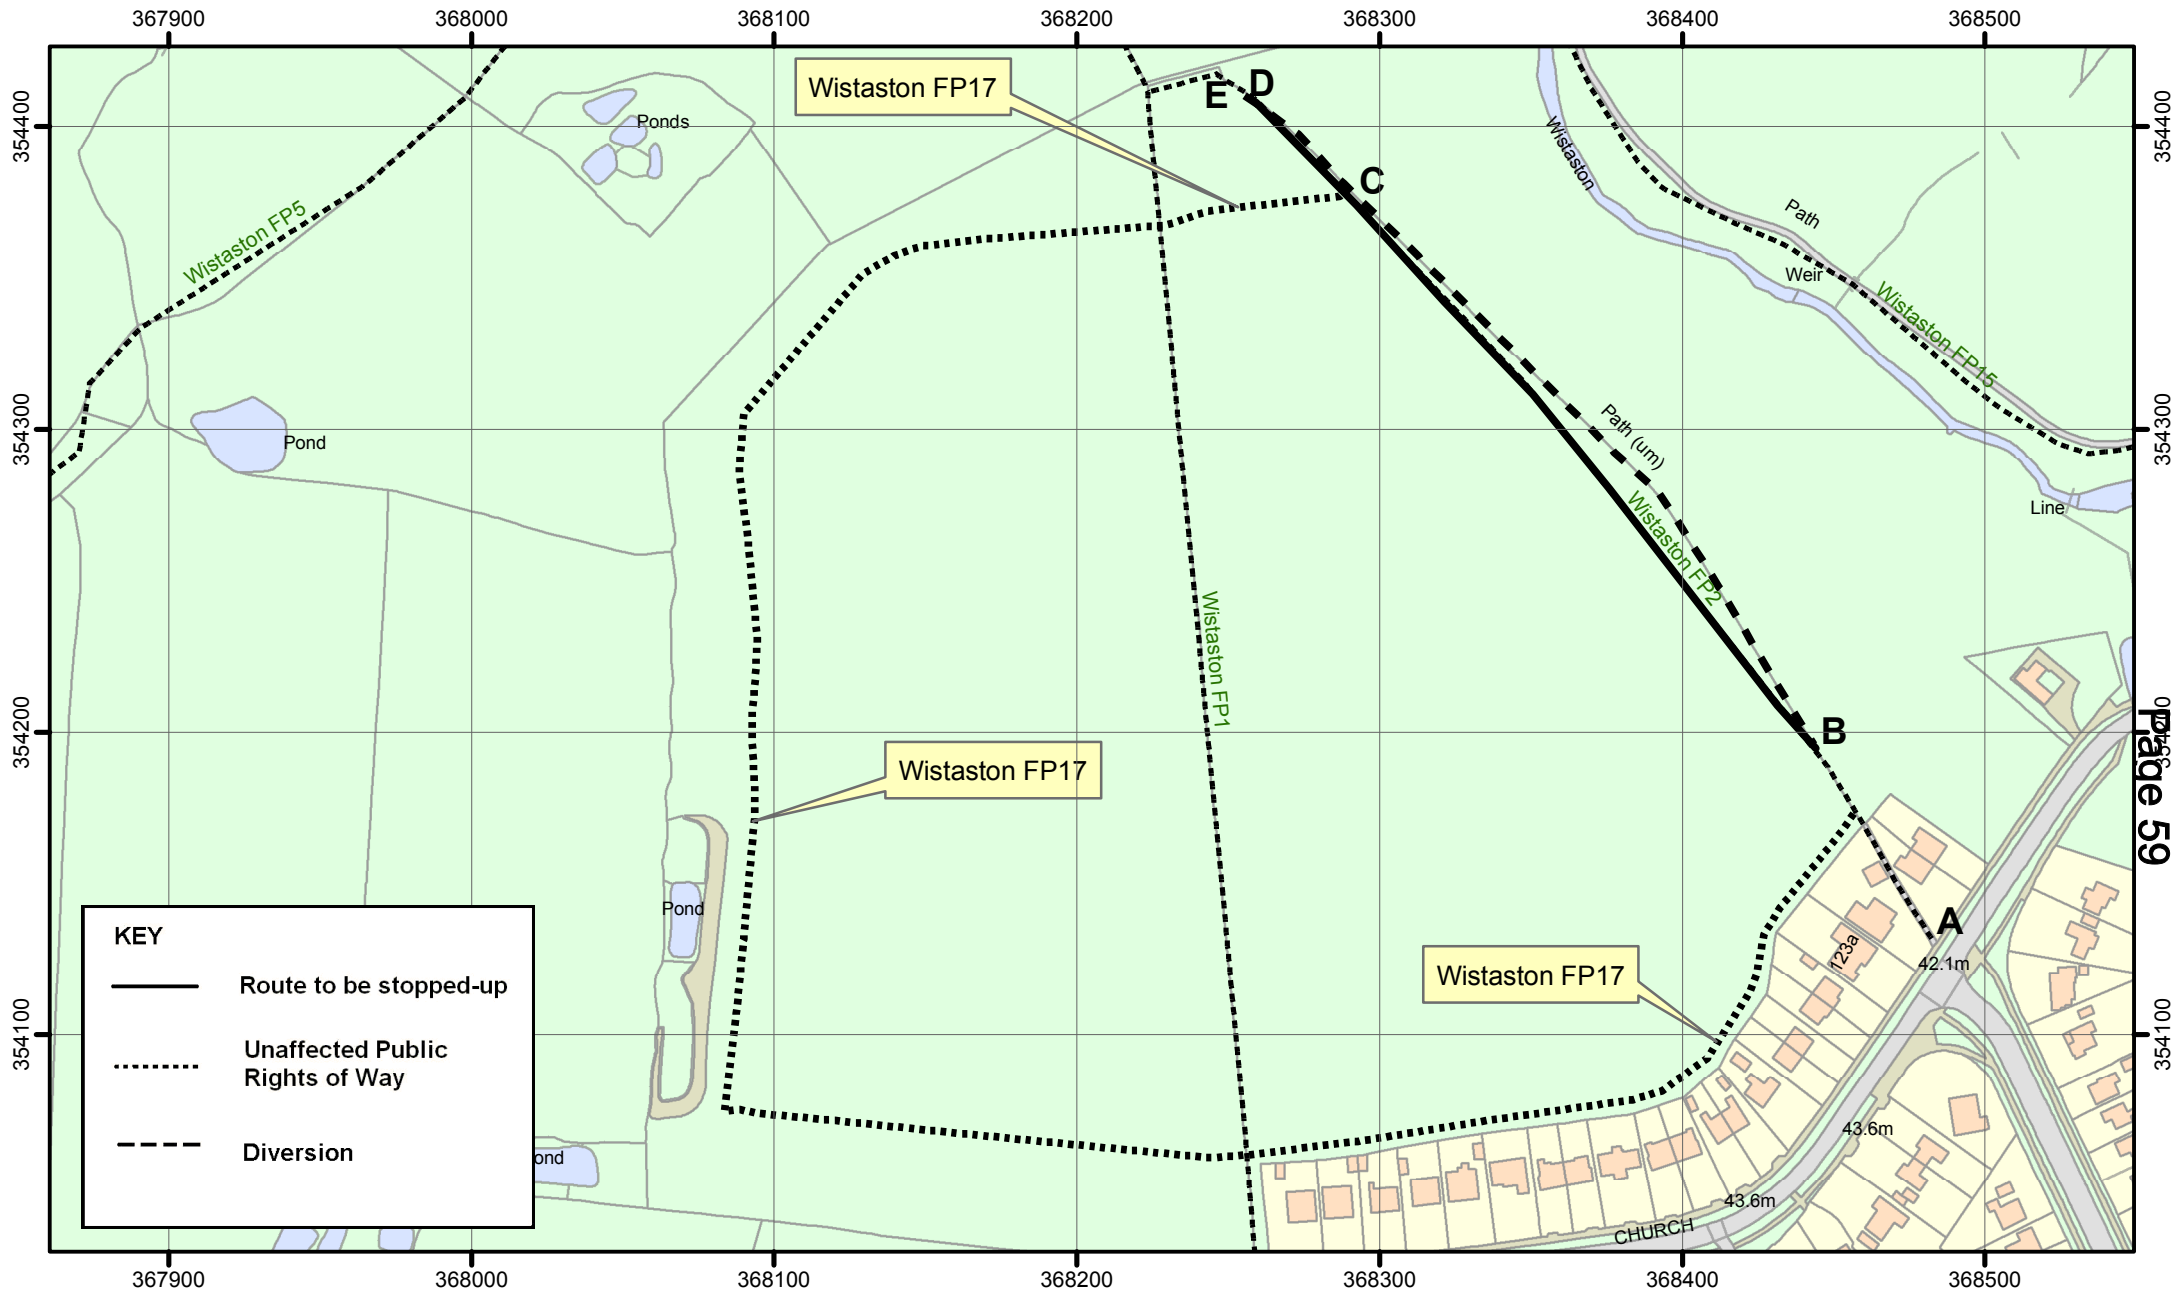 367900 368000 368100 368200 368300 368400 368500
354400
354300
354200
354100
Wistaston FP17
E
D
C
Ponds
Wistaston
Path
Weir
Wistaston FP15
Wistaston FP5
Pond
Path (um)
Wistaston FP2
Line
Wistaston FP1
B
Wistaston FP17
Pond
A
123a
42.1m
Wistaston FP17
43.6m
43.6m
CHURCH
ond
KEY
Route to be stopped-up
Unaffected Public
Rights of Way
Diversion
354400
354300
354200
354100
Page 59
367900 368000 368100 368200 368300 368400 368500